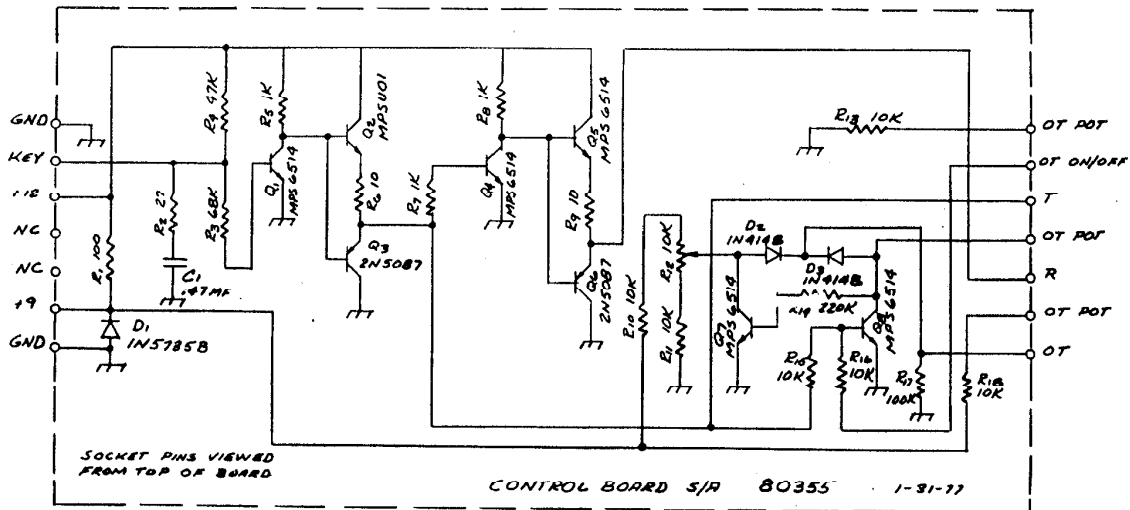 GND
KEY
NC
NC
+9
GND
R1 100
D1
1N5785B
R2 27
C1
.47MF
R4 47K
R3 68K
R5 1K
Q1
MPS6514
Q2
MPSU01
R6 10
Q3
2N5087
R7 1K
R8 1K
Q4
MPS6514
Q5
MPS6514
R9 10
Q6
2N5087
R10 10K
R12 10K
R11 10K
D2
1N4148
D3
1N4148
220K
Q7
MPS6514
Q8
MPS6514
R15
10K
R16
10K
R17
100K
R18
10K
R13 10K
OT POT
OT ON/OFF
T
OT POT
R
OT POT
OT
SOCKET PINS VIEWED
FROM TOP OF BOARD
CONTROL BOARD S/A 80355 1-31-77